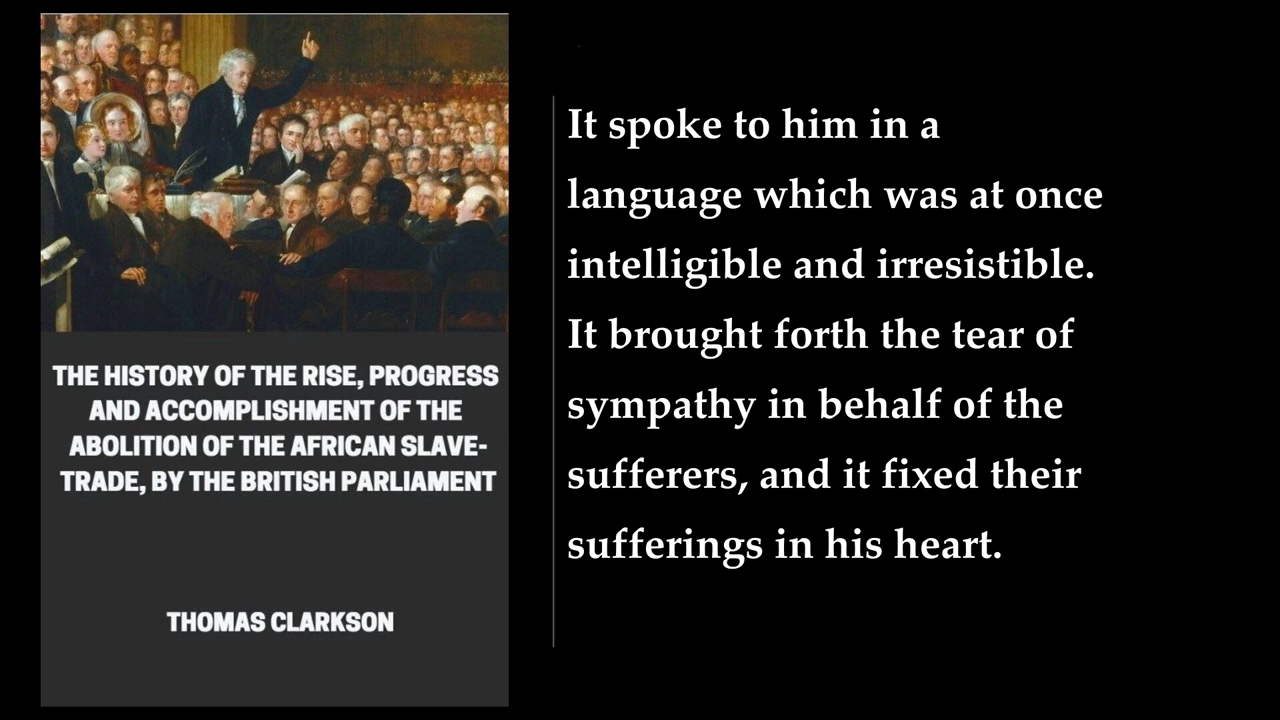 THE HISTORY OF THE RISE, PROGRESS
AND ACCOMPLISHMENT OF THE
ABOLITION OF THE AFRICAN SLAVE-
TRADE, BY THE BRITISH PARLIAMENT
THOMAS CLARKSON
It spoke to him in a
language which was at once
intelligible and irresistible.
It brought forth the tear of
sympathy in behalf of the
sufferers, and it fixed their
sufferings in his heart.